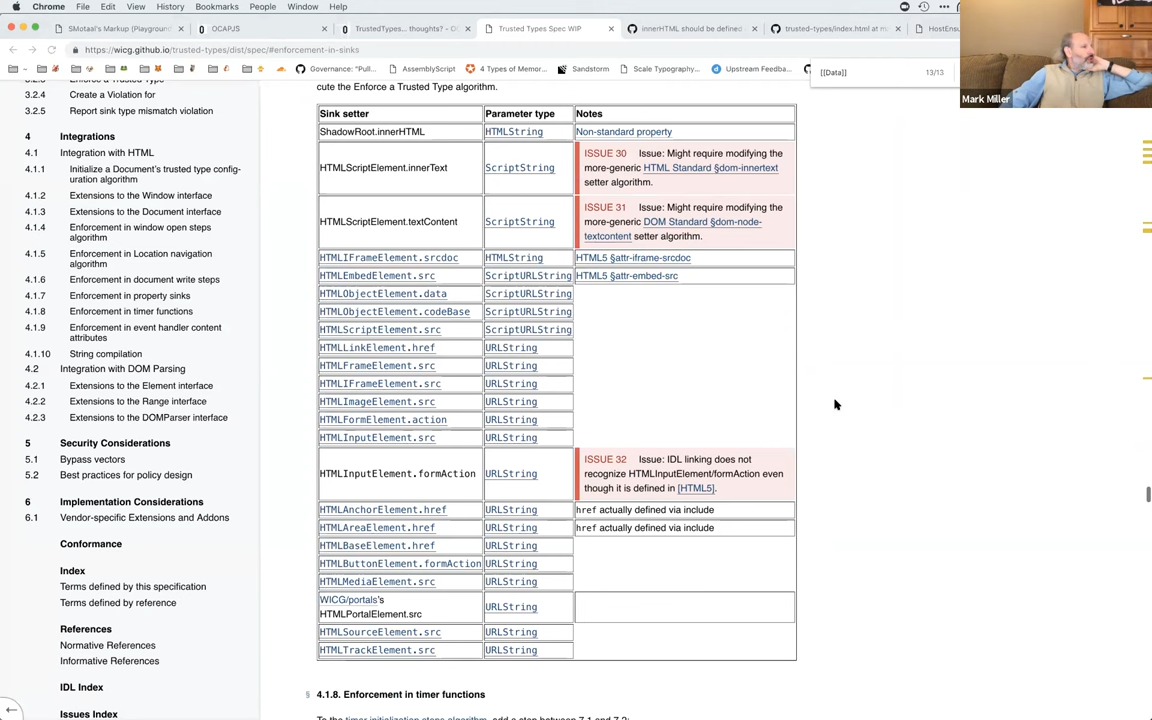 Chrome File Edit View History Bookmarks People Window Help
SMotaal's Markup (Playground
OCAPJS
TrustedTypes... thoughts? - O
Trusted Types Spec WIP
innerHTML should be defined
trusted-types/index.html at m
HostEnsu
https://wicg.github.io/trusted-types/dist/spec/#enforcement-in-sinks
Governance: "Pull...
AssemblyScript
4 Types of Memor...
Sandstorm
Scale Typography...
Upstream Feedba...
[[Data]] 13/13
Mark Miller
3.2.4 Create a Violation for
3.2.5 Report sink type mismatch violation
4 Integrations
4.1 Integration with HTML
4.1.1 Initialize a Document's trusted type config-
uration algorithm
4.1.2 Extensions to the Window interface
4.1.3 Extensions to the Document interface
4.1.4 Enforcement in window open steps
algorithm
4.1.5 Enforcement in Location navigation
algorithm
4.1.6 Enforcement in document write steps
4.1.7 Enforcement in property sinks
4.1.8 Enforcement in timer functions
4.1.9 Enforcement in event handler content
attributes
4.1.10 String compilation
4.2 Integration with DOM Parsing
4.2.1 Extensions to the Element interface
4.2.2 Extensions to the Range interface
4.2.3 Extensions to the DOMParser interface
5 Security Considerations
5.1 Bypass vectors
5.2 Best practices for policy design
6 Implementation Considerations
6.1 Vendor-specific Extensions and Addons
Conformance
Index
Terms defined by this specification
Terms defined by reference
References
Normative References
Informative References
IDL Index
Issues Index
cute the Enforce a Trusted Type algorithm.
Sink setter Parameter type Notes
ShadowRoot.innerHTML HTMLString Non-standard property
HTMLScriptElement.innerText ScriptString
ISSUE 30 Issue: Might require modifying the
more-generic HTML Standard §dom-innertext
setter algorithm.
HTMLScriptElement.textContent ScriptString
ISSUE 31 Issue: Might require modifying the
more-generic DOM Standard §dom-node-
textcontent setter algorithm.
HTMLIFrameElement.srcdoc HTMLString HTML5 §attr-iframe-srcdoc
HTMLEmbedElement.src ScriptURLString HTML5 §attr-embed-src
HTMLObjectElement.data ScriptURLString
HTMLObjectElement.codeBase ScriptURLString
HTMLScriptElement.src ScriptURLString
HTMLLinkElement.href URLString
HTMLFrameElement.src URLString
HTMLIFrameElement.src URLString
HTMLImageElement.src URLString
HTMLFormElement.action URLString
HTMLInputElement.src URLString
HTMLInputElement.formAction URLString
ISSUE 32 Issue: IDL linking does not
recognize HTMLInputElement/formAction even
though it is defined in [HTML5].
HTMLAnchorElement.href URLString href actually defined via include
HTMLAreaElement.href URLString href actually defined via include
HTMLBaseElement.href URLString
HTMLButtonElement.formAction URLString
HTMLMediaElement.src URLString
WICG/portals's
HTMLPortalElement.src URLString
HTMLSourceElement.src URLString
HTMLTrackElement.src URLString
§ 4.1.8. Enforcement in timer functions
To the timer initialization steps algorithm, add a step between 7.1 and 7.2: